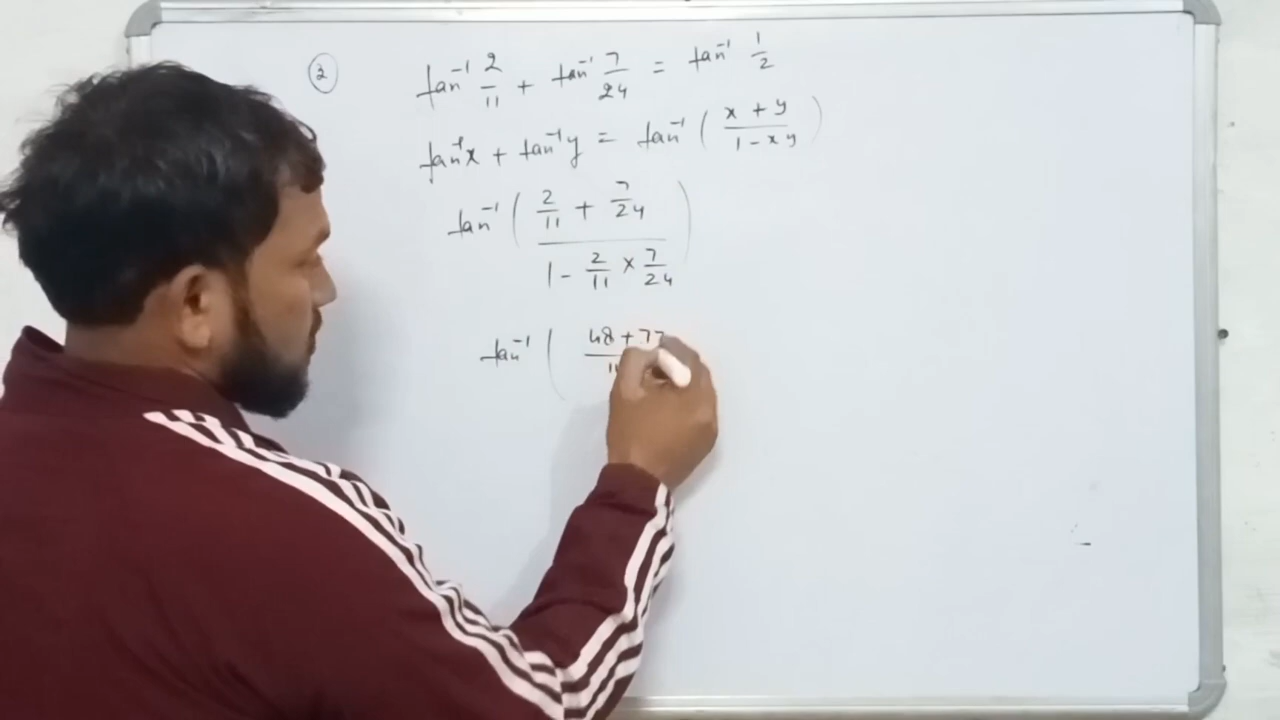 ② tan⁻¹ 2/11 + tan⁻¹ 7/24 = tan⁻¹ 1/2
tan⁻¹x + tan⁻¹y = tan⁻¹ ( x + y / 1 - xy )
tan⁻¹ ( 2/11 + 7/24 / 1 - 2/11 × 7/24 )
tan⁻¹ ( 48 + 77 / 11